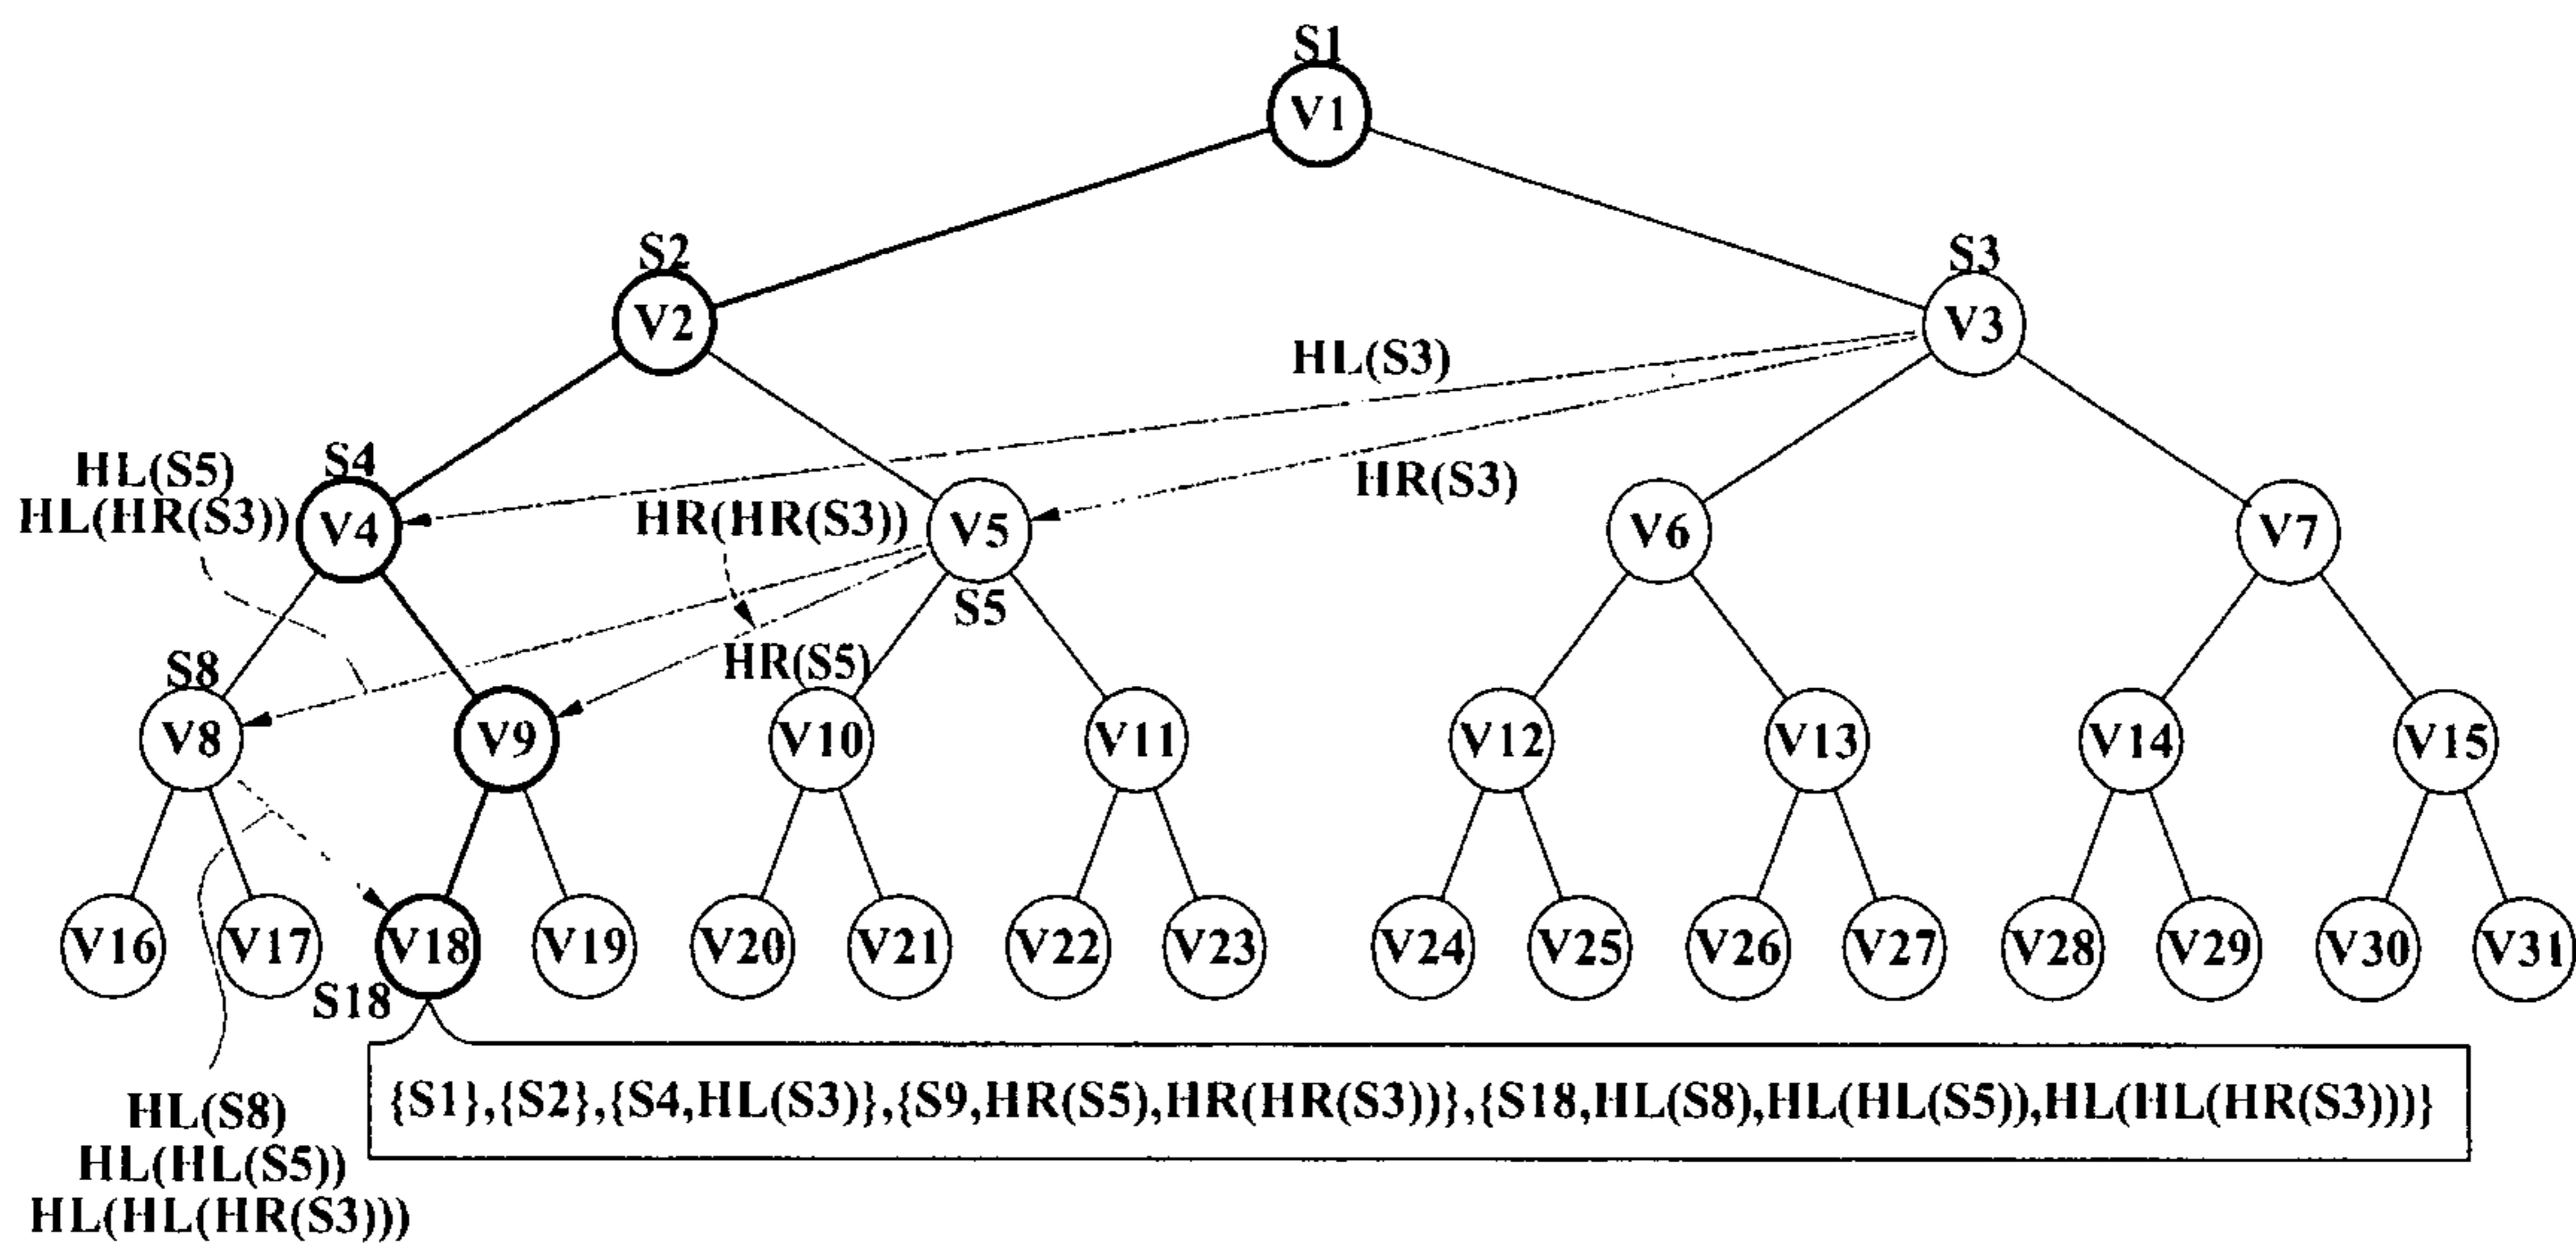 S1
V1
S2
V2
S3
V3
HL(S3)
HR(S3)
HL(S5)
HL(HR(S3))
S4
V4
HR(HR(S3))
V5
S5
V6
V7
HR(S5)
S8
V8
V9
V10
V11
V12
V13
V14
V15
V16
V17
V18
V19
V20
V21
V22
V23
V24
V25
V26
V27
V28
V29
V30
V31
S18
{S1},{S2},{S4,HL(S3)},{S9,HR(S5),HR(HR(S3))},{S18,HL(S8),HL(HL(S5)),HL(HL(HR(S3)))}
HL(S8)
HL(HL(S5))
HL(HL(HR(S3)))